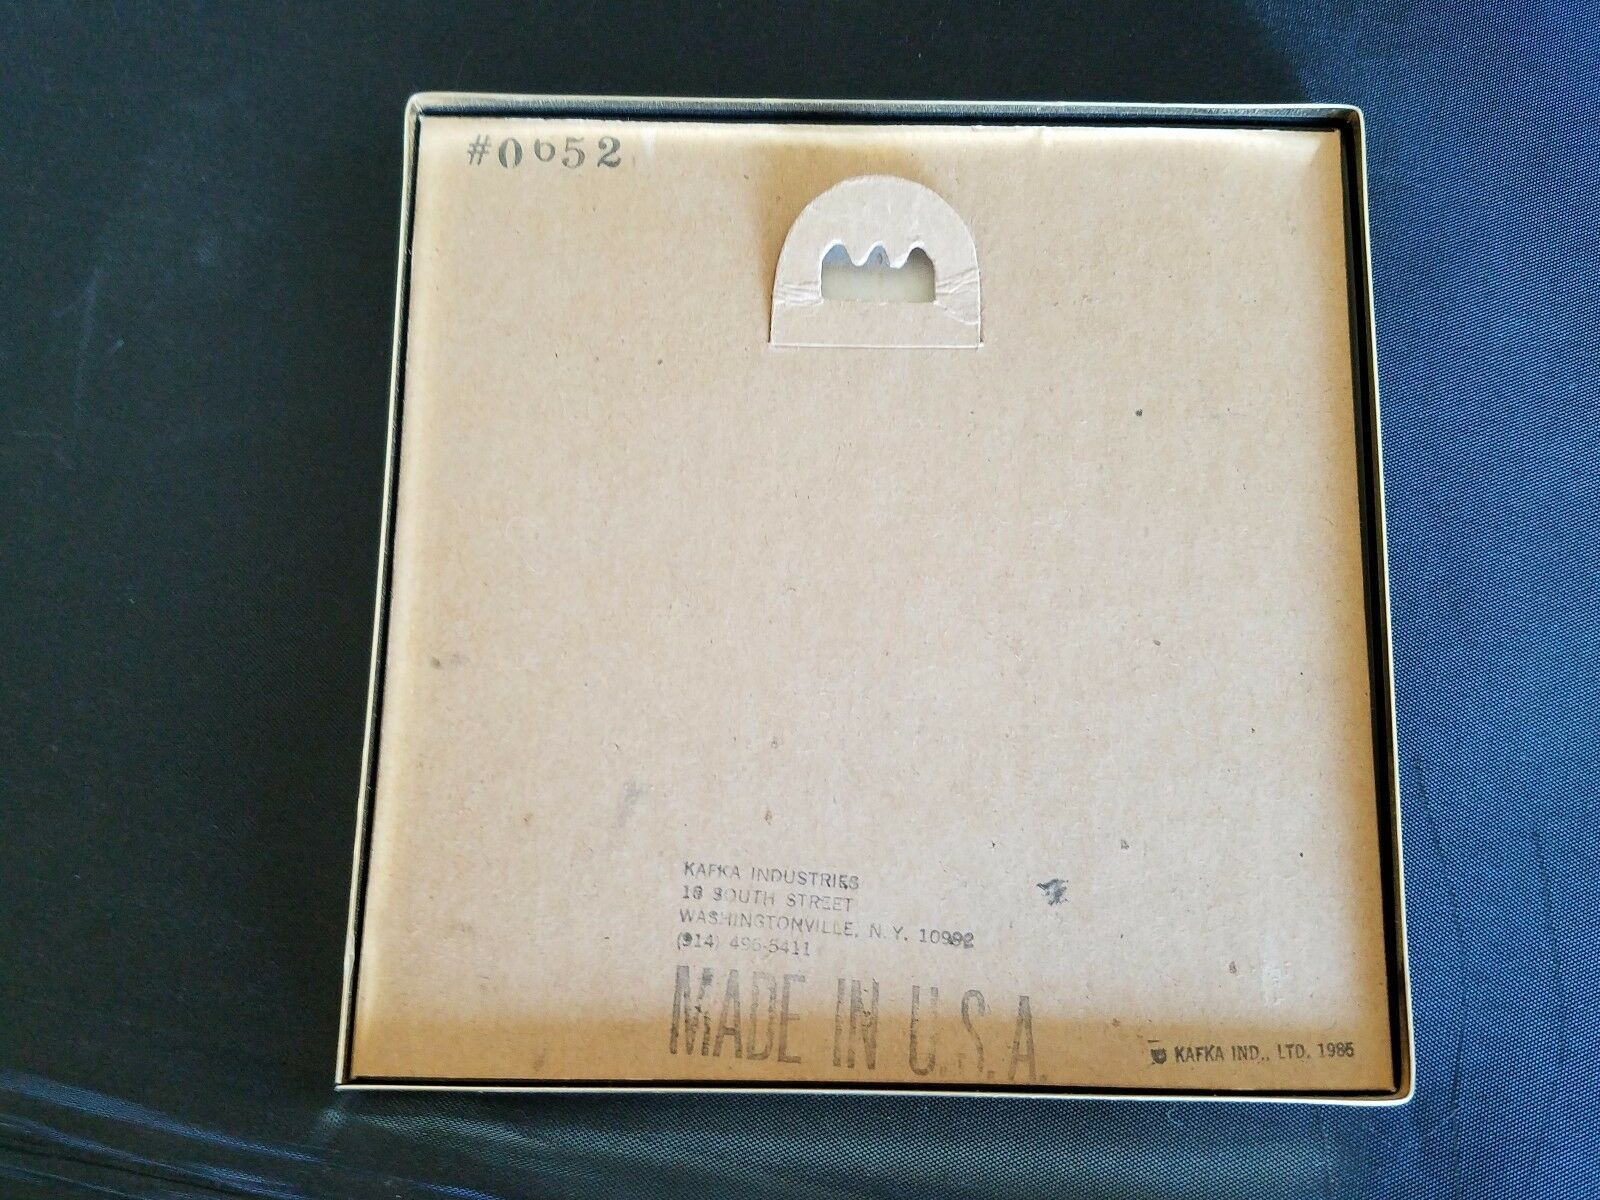 #0652
KAFKA INDUSTRIES
16 SOUTH STREET
WASHINGTONVILLE, N.Y. 10992
(914) 496-5411
MADE IN U.S.A.
© KAFKA IND., LTD. 1985